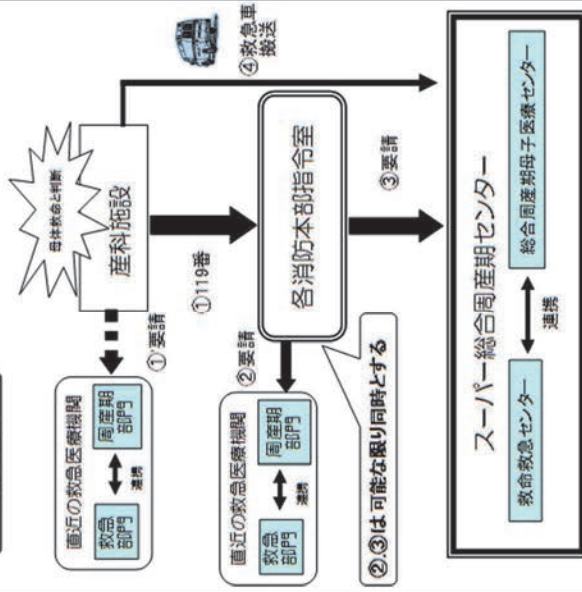 母体救命と判断
産科施設
④救急車
搬送
①'要請
①119番
直近の救急医療機関
救急
部門
連携
周産期
部門
各消防本部指令室
②要請
③要請
直近の救急医療機関
救急
部門
連携
周産期
部門
②,③は可能な限り同時とする
スーパー総合周産期センター
救命救急センター
連携
総合周産期母子医療センター